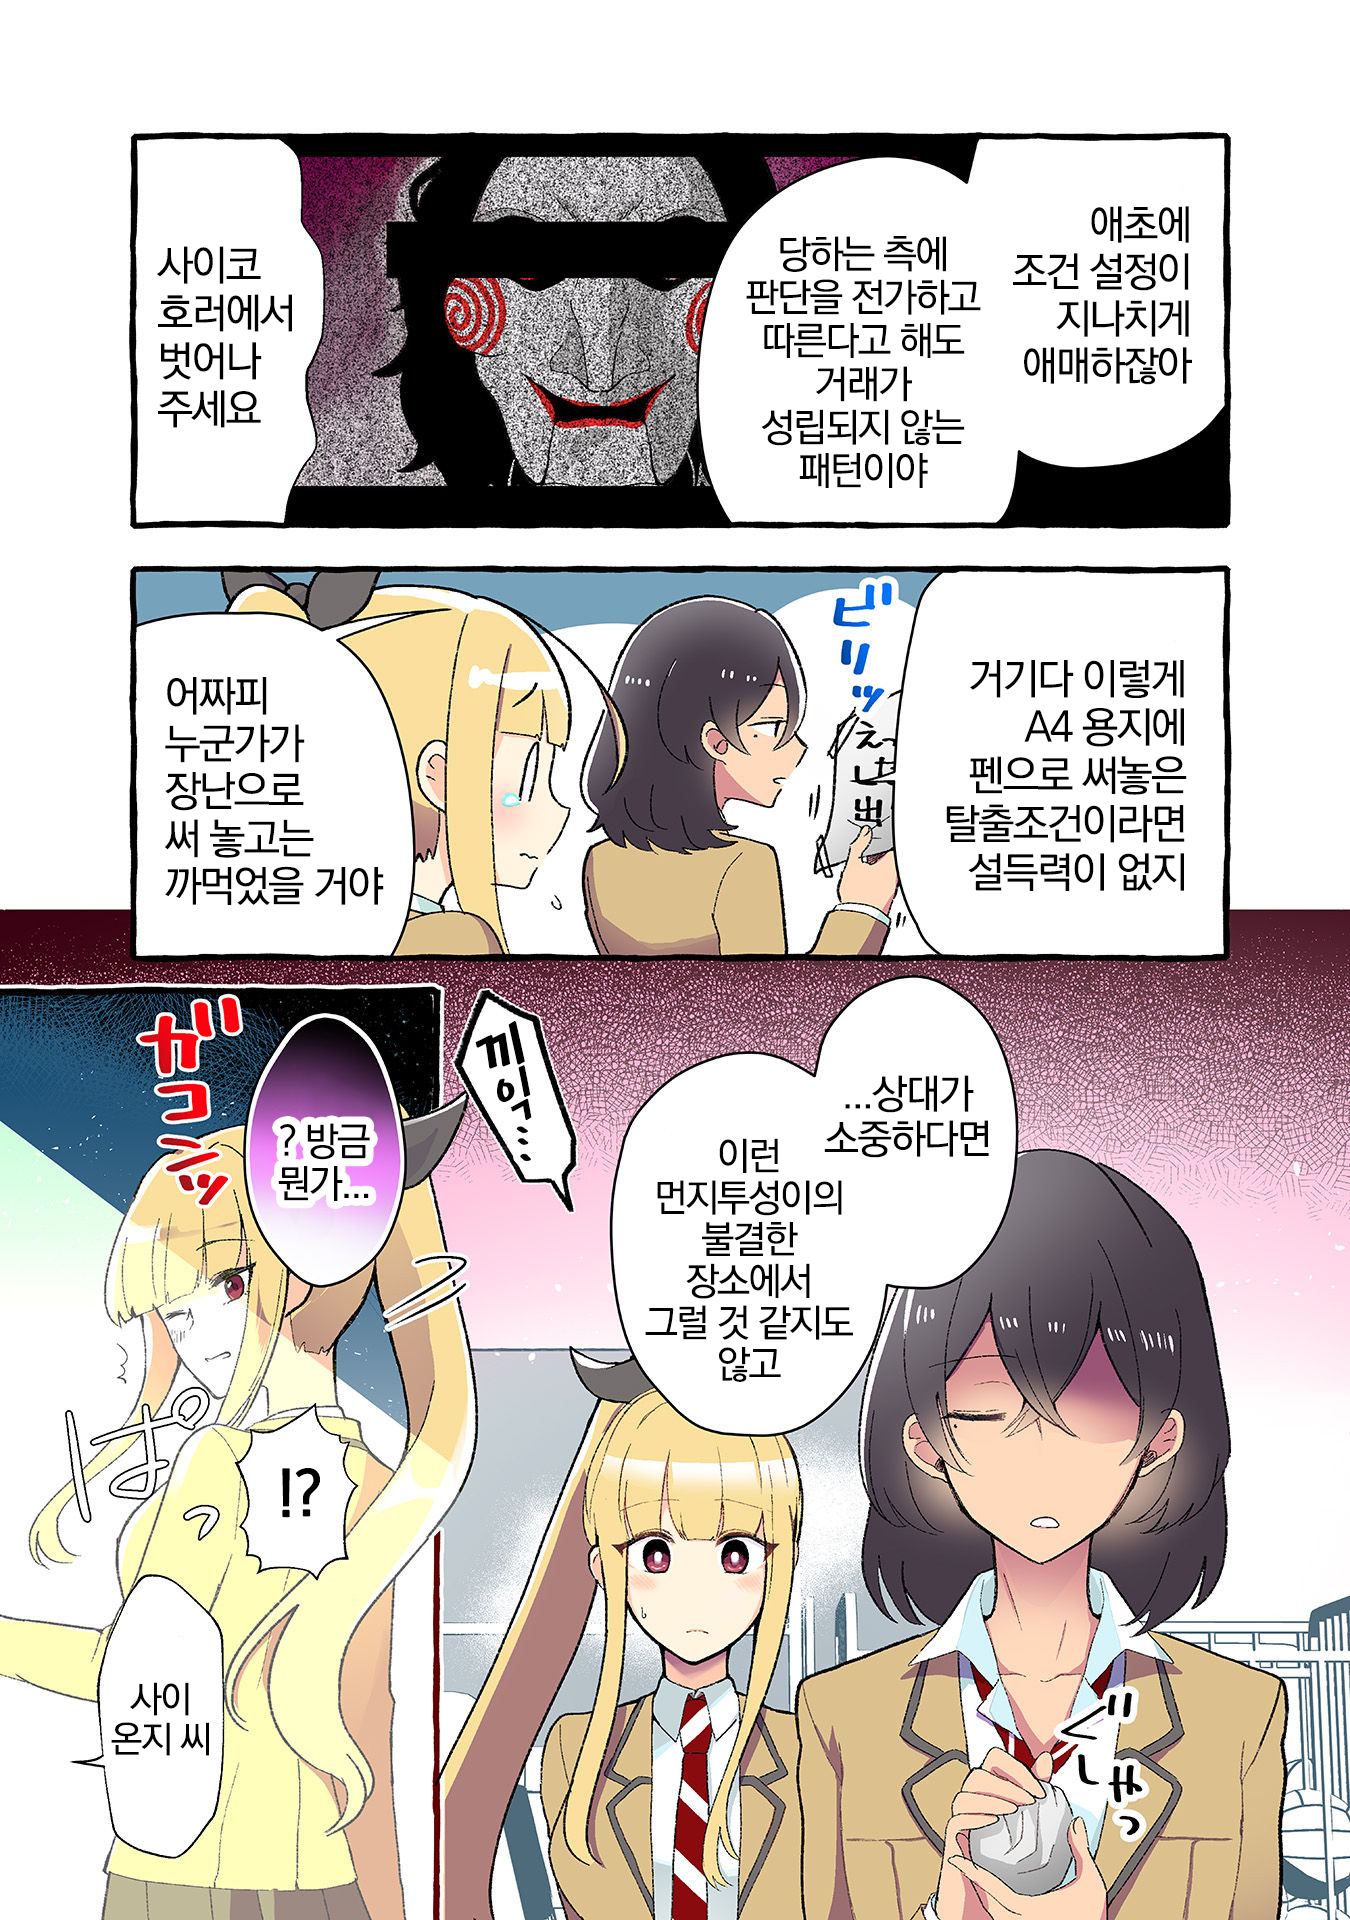 애초에
조건 설정이
지나치게
애매하잖아
당하는 측에
판단을 전가하고
따른다고 해도
거래가
성립되지 않는
패턴이야
사이코
호러에서
벗어나
주세요
거기다 이렇게
A4 용지에
펜으로 써놓은
탈출조건이라면
설득력이 없지
ビリッ
어짜피
누군가가
장난으로
써 놓고는
까먹었을 거야
...상대가
소중하다면
이런
먼지투성이의
불결한
장소에서
그럴 것 같지도
않고
끼익...
くしゃっ
? 방금
뭔가...
ガコンッ
ぱっ
!?
사이
온지 씨